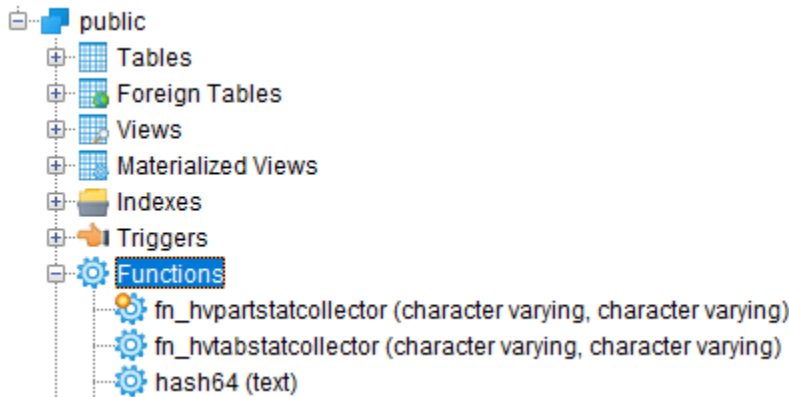 public
Tables
Foreign Tables
Views
Materialized Views
Indexes
Triggers
Functions
fn_hvpartstatcollector (character varying, character varying)
fn_hvtabstatcollector (character varying, character varying)
hash64 (text)